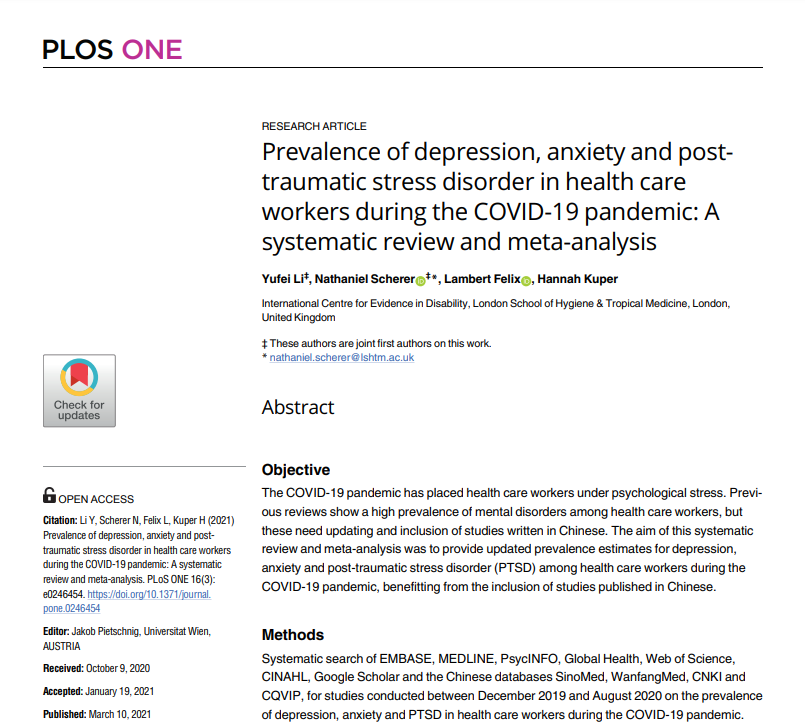 PLOS ONE
RESEARCH ARTICLE
Prevalence of depression, anxiety and post-
traumatic stress disorder in health care
workers during the COVID-19 pandemic: A
systematic review and meta-analysis
Yufei Li‡, Nathaniel Scherer‡*, Lambert Felix, Hannah Kuper
International Centre for Evidence in Disability, London School of Hygiene & Tropical Medicine, London,
United Kingdom
‡ These authors are joint first authors on this work.
* nathaniel.scherer@lshtm.ac.uk
Check for
updates
Abstract
OPEN ACCESS
Citation: Li Y, Scherer N, Felix L, Kuper H (2021)
Prevalence of depression, anxiety and post-
traumatic stress disorder in health care workers
during the COVID-19 pandemic: A systematic
review and meta-analysis. PLoS ONE 16(3):
e0246454. https://doi.org/10.1371/journal.
pone.0246454
Editor: Jakob Pietschnig, Universitat Wien,
AUSTRIA
Received: October 9, 2020
Accepted: January 19, 2021
Published: March 10, 2021
Objective
The COVID-19 pandemic has placed health care workers under psychological stress. Previ-
ous reviews show a high prevalence of mental disorders among health care workers, but
these need updating and inclusion of studies written in Chinese. The aim of this systematic
review and meta-analysis was to provide updated prevalence estimates for depression,
anxiety and post-traumatic stress disorder (PTSD) among health care workers during the
COVID-19 pandemic, benefitting from the inclusion of studies published in Chinese.
Methods
Systematic search of EMBASE, MEDLINE, PsycINFO, Global Health, Web of Science,
CINAHL, Google Scholar and the Chinese databases SinoMed, WanfangMed, CNKI and
CQVIP, for studies conducted between December 2019 and August 2020 on the prevalence
of depression, anxiety and PTSD in health care workers during the COVID-19 pandemic.